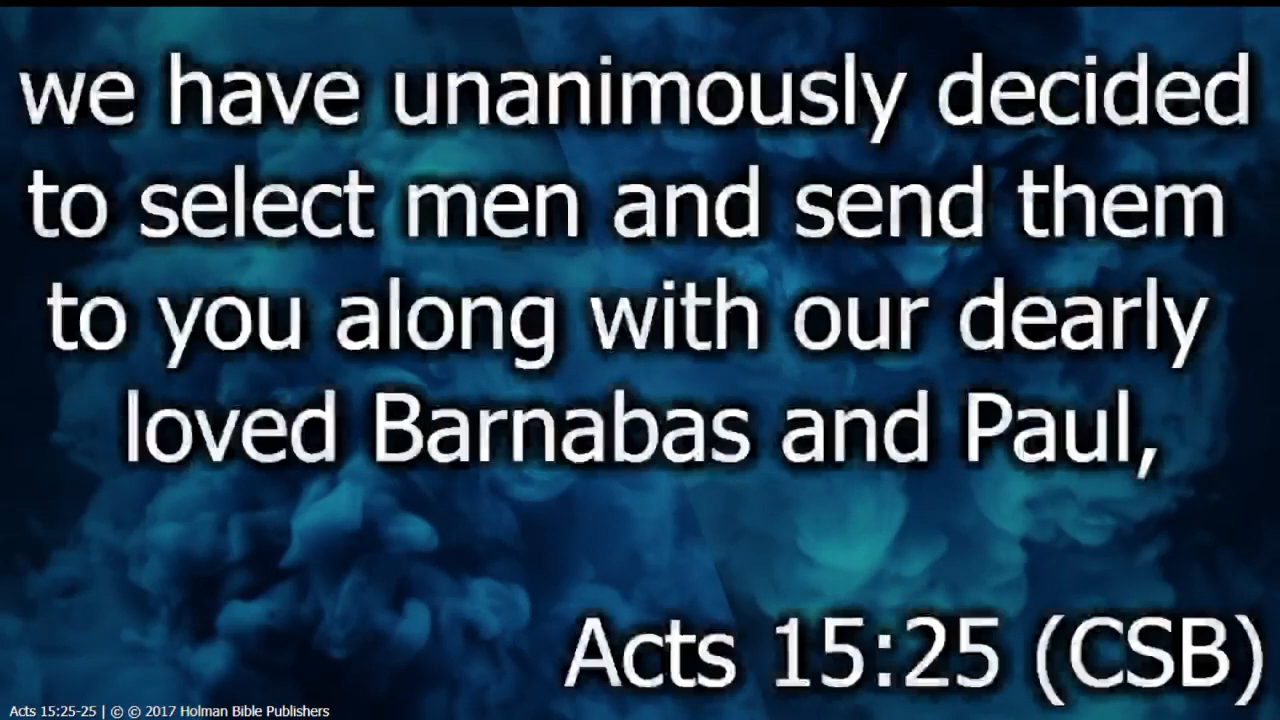 we have unanimously decided
to select men and send them
to you along with our dearly
loved Barnabas and Paul,
Acts 15:25 (CSB)
Acts 15:25-25 | © © 2017 Holman Bible Publishers